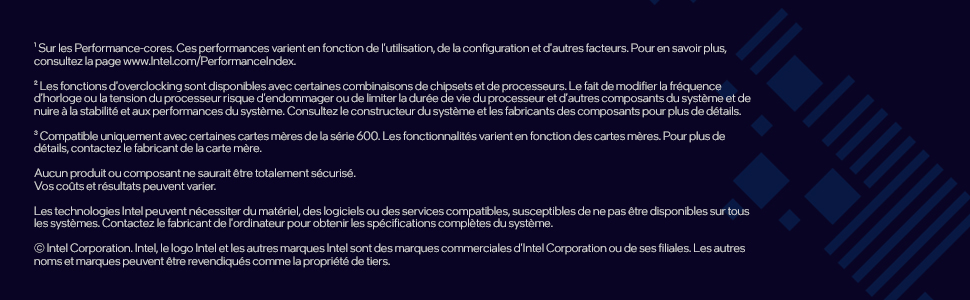 ¹ Sur les Performance-cores. Ces performances varient en fonction de l'utilisation, de la configuration et d'autres facteurs. Pour en savoir plus,
consultez la page www.Intel.com/PerformanceIndex.
² Les fonctions d'overclocking sont disponibles avec certaines combinaisons de chipsets et de processeurs. Le fait de modifier la fréquence
d'horloge ou la tension du processeur risque d'endommager ou de limiter la durée de vie du processeur et d'autres composants du système et de
nuire à la stabilité et aux performances du système. Consultez le constructeur du système et les fabricants des composants pour plus de détails.
³ Compatible uniquement avec certaines cartes mères de la série 600. Les fonctionnalités varient en fonction des cartes mères. Pour plus de
détails, contactez le fabricant de la carte mère.
Aucun produit ou composant ne saurait être totalement sécurisé.
Vos coûts et résultats peuvent varier.
Les technologies Intel peuvent nécessiter du matériel, des logiciels ou des services compatibles, susceptibles de ne pas être disponibles sur tous
les systèmes. Contactez le fabricant de l'ordinateur pour obtenir les spécifications complètes du système.
© Intel Corporation. Intel, le logo Intel et les autres marques Intel sont des marques commerciales d'Intel Corporation ou de ses filiales. Les autres
noms et marques peuvent être revendiqués comme la propriété de tiers.